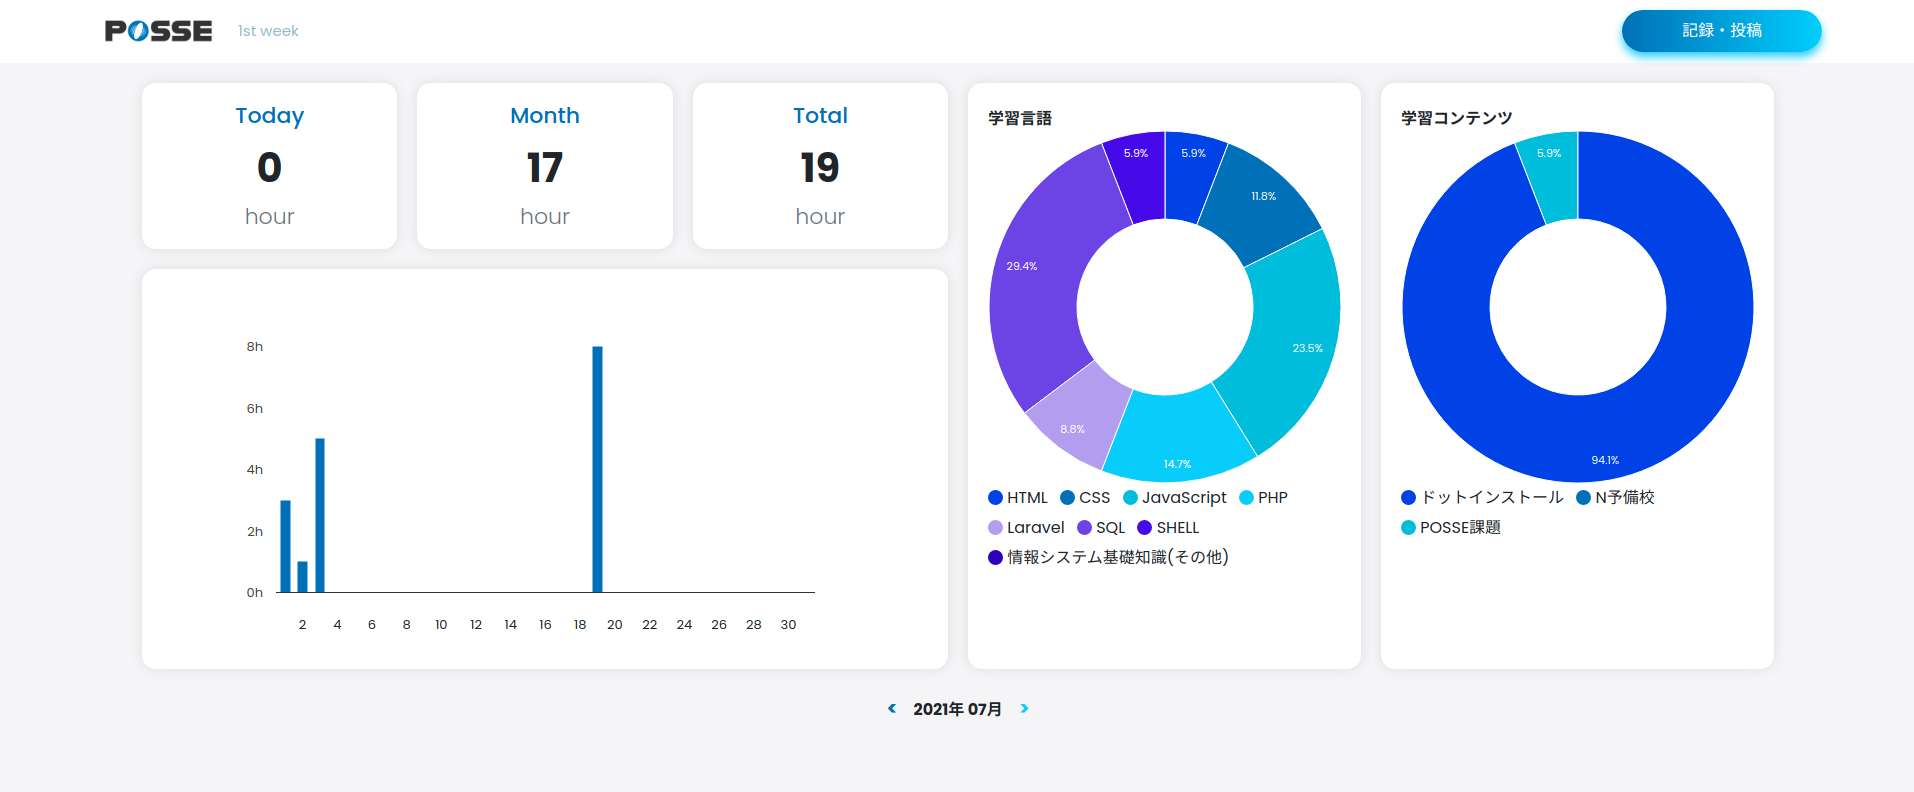 POSSE 1st week 記録・投稿
Today
0
hour
Month
17
hour
Total
19
hour
8h
6h
4h
2h
0h
2 4 6 8 10 12 14 16 18 20 22 24 26 28 30
学習言語
5.9% 5.9%
11.8%
29.4%
23.5%
8.8%
14.7%
HTML CSS JavaScript PHP
Laravel SQL SHELL
情報システム基礎知識(その他)
学習コンテンツ
5.9%
94.1%
ドットインストール N予備校
POSSE課題
< 2021年 07月 >